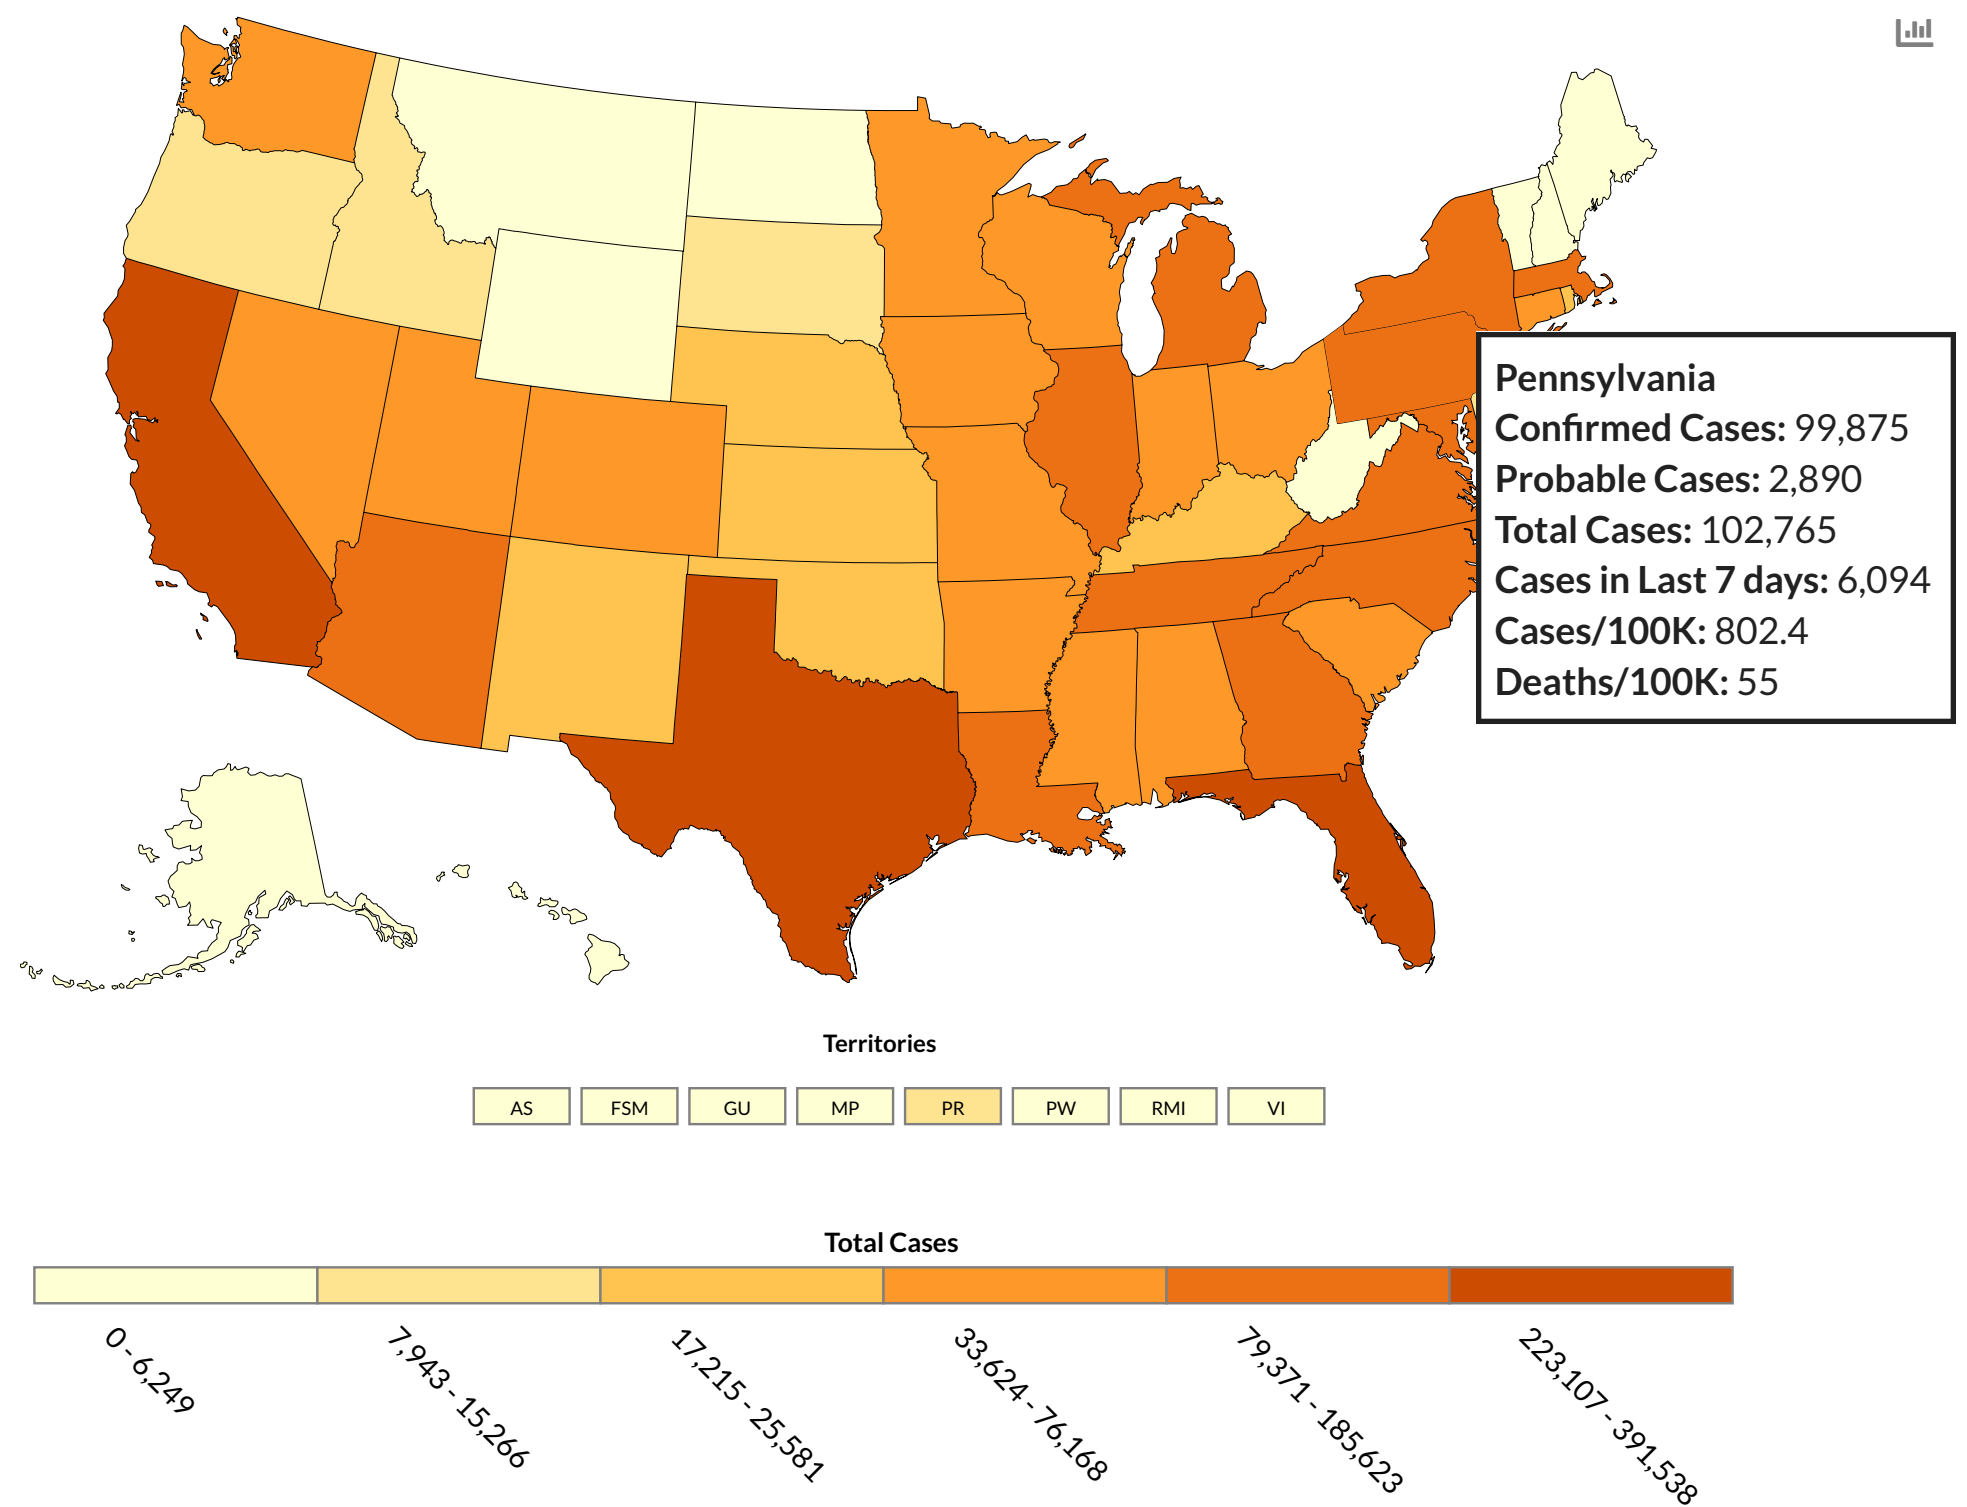 Pennsylvania
Confirmed Cases: 99,875
Probable Cases: 2,890
Total Cases: 102,765
Cases in Last 7 days: 6,094
Cases/100K: 802.4
Deaths/100K: 55
Territories
AS FSM GU MP PR PW RMI VI
Total Cases
0 - 6,249
7,943 - 15,266
17,215 - 25,581
33,624 - 76,168
79,371 - 185,623
223,107 - 391,538